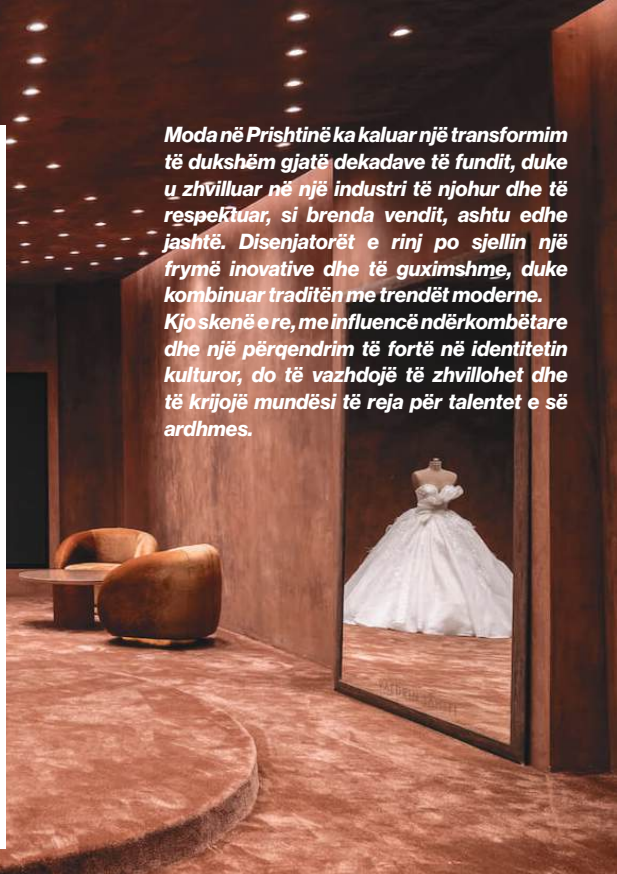 Moda në Prishtinë ka kaluar një transformim
të dukshëm gjatë dekadave të fundit, duke
u zhvilluar në një industri të njohur dhe të
respektuar, si brenda vendit, ashtu edhe
jashtë. Disenjatorët e rinj po sjellin një
frymë inovative dhe të guximshme, duke
kombinuar traditën me trendët moderne.
Kjo skenë e re, me influencë ndërkombëtare
dhe një përqendrim të fortë në identitetin
kulturor, do të vazhdojë të zhvillohet dhe
të krijojë mundësi të reja për talentet e së
ardhmes.